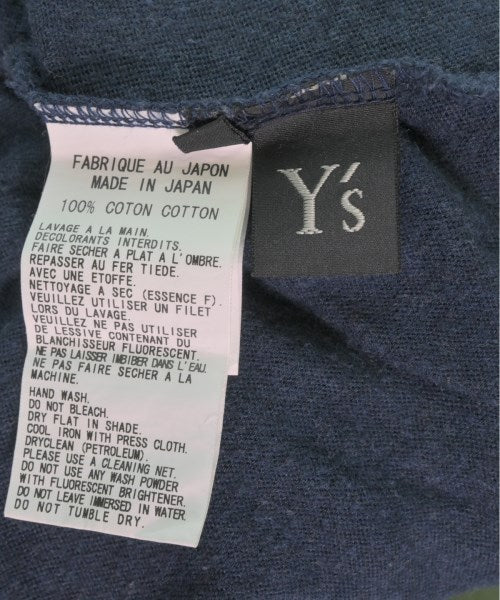 FABRIQUE AU JAPON
MADE IN JAPAN
100% COTON COTTON
LAVAGE A LA MAIN.
DECOLORANTS INTERDITS.
FAIRE SECHER A PLAT A L'OMBRE.
REPASSER AU FER TIEDE.
AVEC UNE ETOFFE.
NETTOYAGE A SEC (ESSENCE F).
VEUILLEZ UTILISER UN FILET
LORS DU LAVAGE.
VEUILLEZ NE PAS UTILISER
DE LESSIVE CONTENANT DU
BLANCHISSEUR FLUORESCENT.
NE PAS LAISSER IMBIBER DANS L'EAU.
NE PAS FAIRE SECHER A LA
MACHINE.
HAND WASH.
DO NOT BLEACH.
DRY FLAT IN SHADE.
COOL IRON WITH PRESS CLOTH.
DRYCLEAN (PETROLEUM).
PLEASE USE A CLEANING NET.
DO NOT USE ANY WASH POWDER
WITH FLUORESCENT BRIGHTENER.
DO NOT LEAVE IMMERSED IN WATER.
DO NOT TUMBLE DRY.
Y's